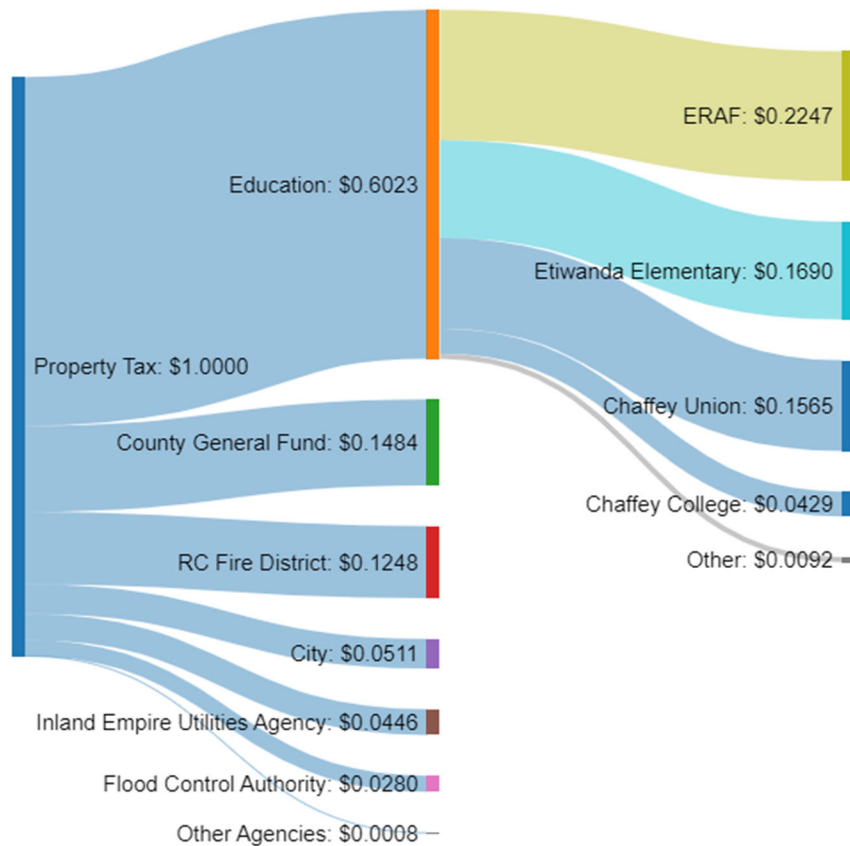 Property Tax: $1.0000
Education: $0.6023
County General Fund: $0.1484
RC Fire District: $0.1248
City: $0.0511
Inland Empire Utilities Agency: $0.0446
Flood Control Authority: $0.0280
Other Agencies: $0.0008
ERAF: $0.2247
Etiwanda Elementary: $0.1690
Chaffey Union: $0.1565
Chaffey College: $0.0429
Other: $0.0092